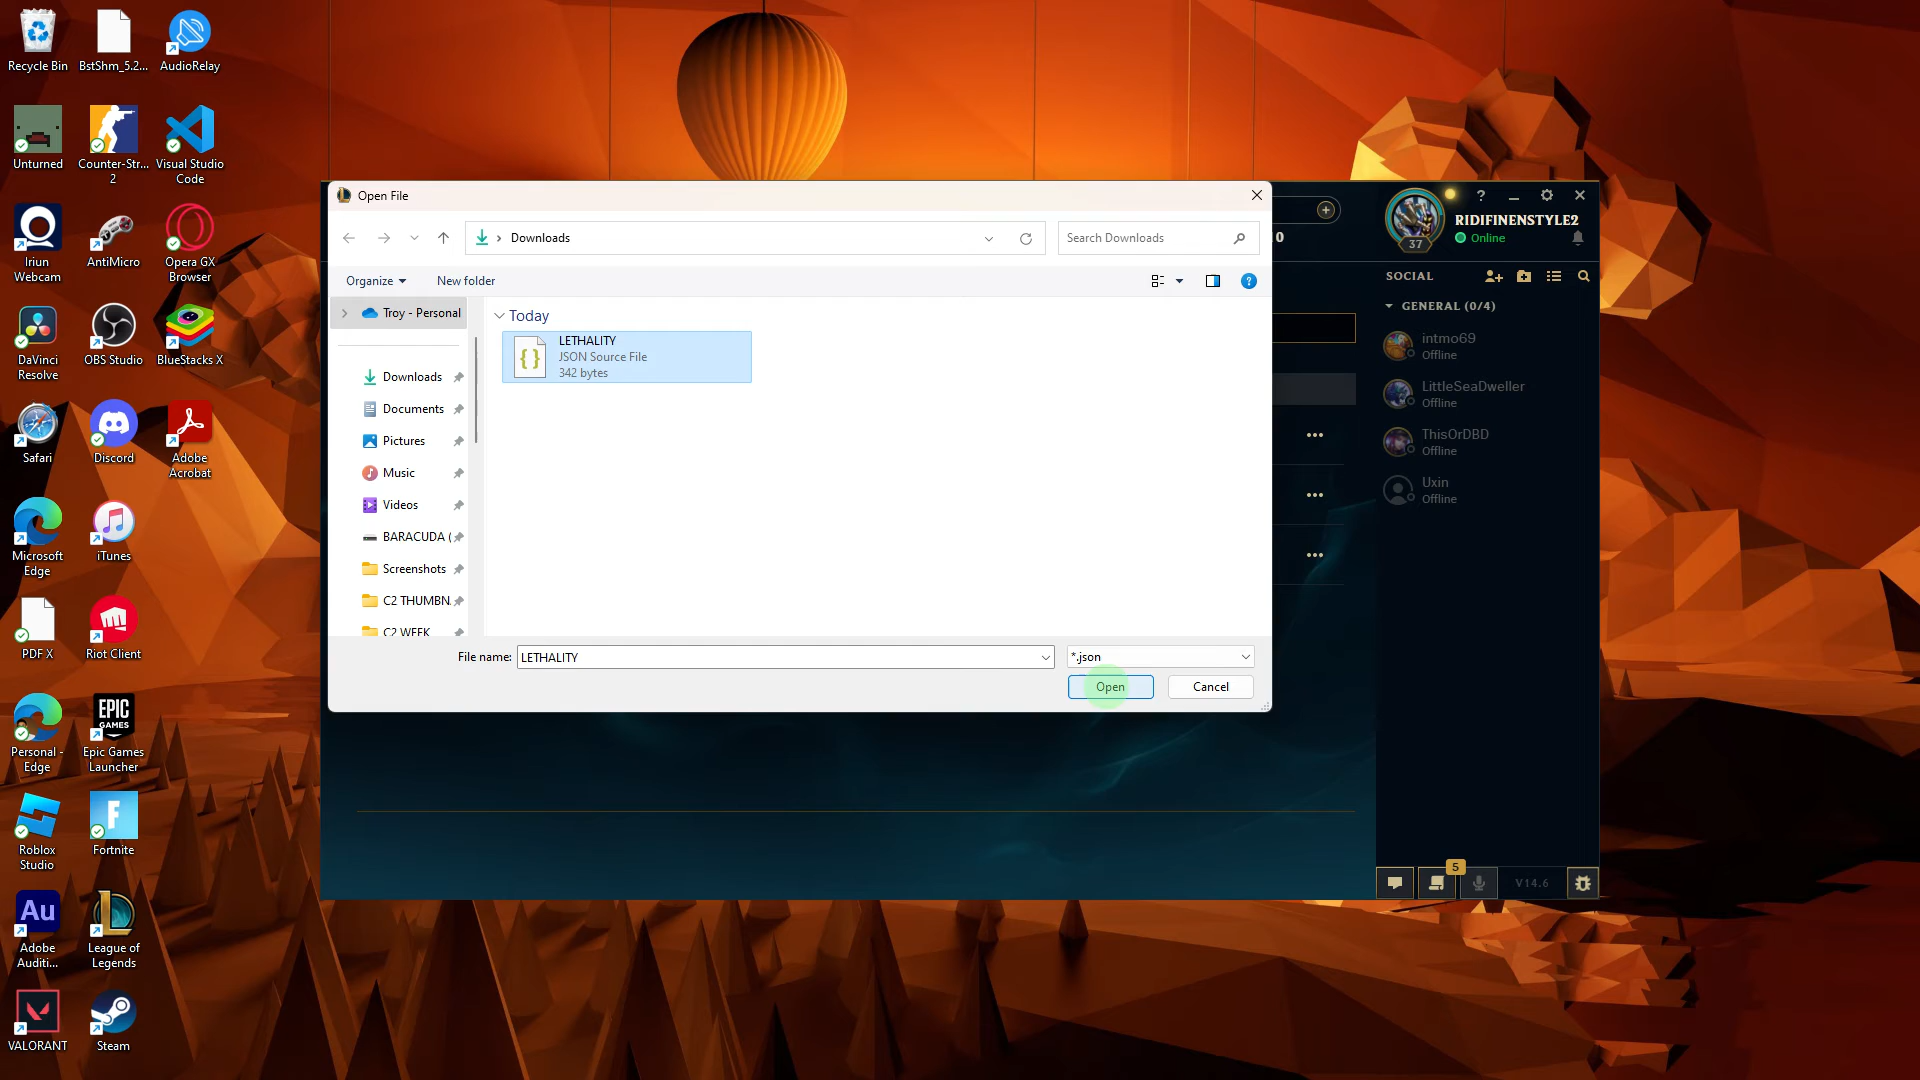 Recycle Bin
BstShm_5.2...
AudioRelay
Unturned
Counter-Str...
2
Visual Studio
Code
Iriun
Webcam
AntiMicro
Opera GX
Browser
DaVinci
Resolve
OBS Studio
BlueStacks X
Safari
Discord
Adobe
Acrobat
Microsoft
Edge
iTunes
PDF X
Riot Client
Personal -
Edge
EPIC
GAMES
Epic Games
Launcher
Roblox
Studio
Fortnite
Au
Adobe
Auditi...
League of
Legends
VALORANT
Steam
Open File
Downloads
Search Downloads
Organize
New folder
Troy - Personal
Downloads
Documents
Pictures
Music
Videos
BARACUDA (
Screenshots
C2 THUMBN
C2 WEEK
Today
LETHALITY
JSON Source File
342 bytes
File name:
LETHALITY
*.json
Open
Cancel
37
RIDIFINENSTYLE2
Online
SOCIAL
GENERAL (0/4)
intmo69
Offline
LittleSeaDweller
Offline
ThisOrDBD
Offline
Uxin
Offline
5
V14.6